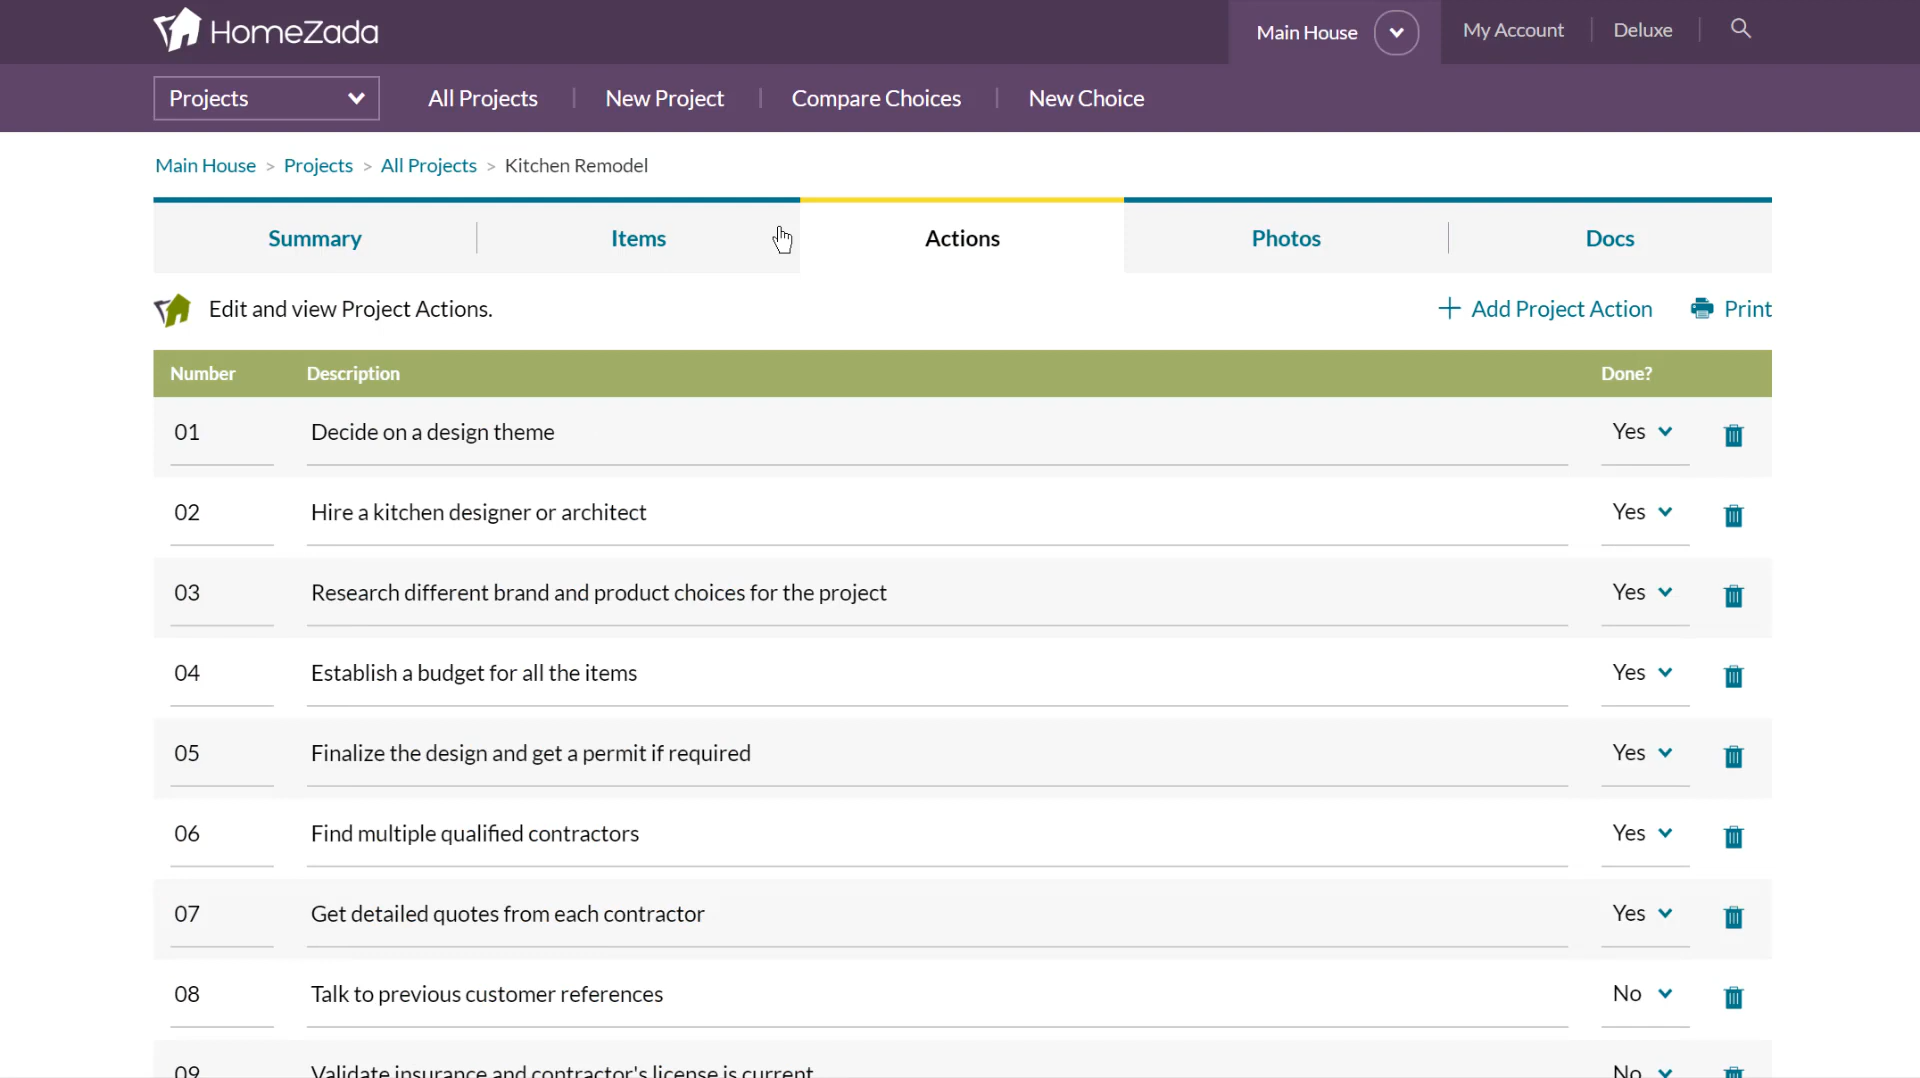 HomeZada
Main House
My Account
Deluxe
Projects
All Projects
New Project
Compare Choices
New Choice
Main House > Projects > All Projects > Kitchen Remodel
Summary
Items
Actions
Photos
Docs
Edit and view Project Actions.
Add Project Action
Print
Number Description Done?
01 Decide on a design theme Yes
02 Hire a kitchen designer or architect Yes
03 Research different brand and product choices for the project Yes
04 Establish a budget for all the items Yes
05 Finalize the design and get a permit if required Yes
06 Find multiple qualified contractors Yes
07 Get detailed quotes from each contractor Yes
08 Talk to previous customer references No
09 Validate insurance and contractor's license is current No